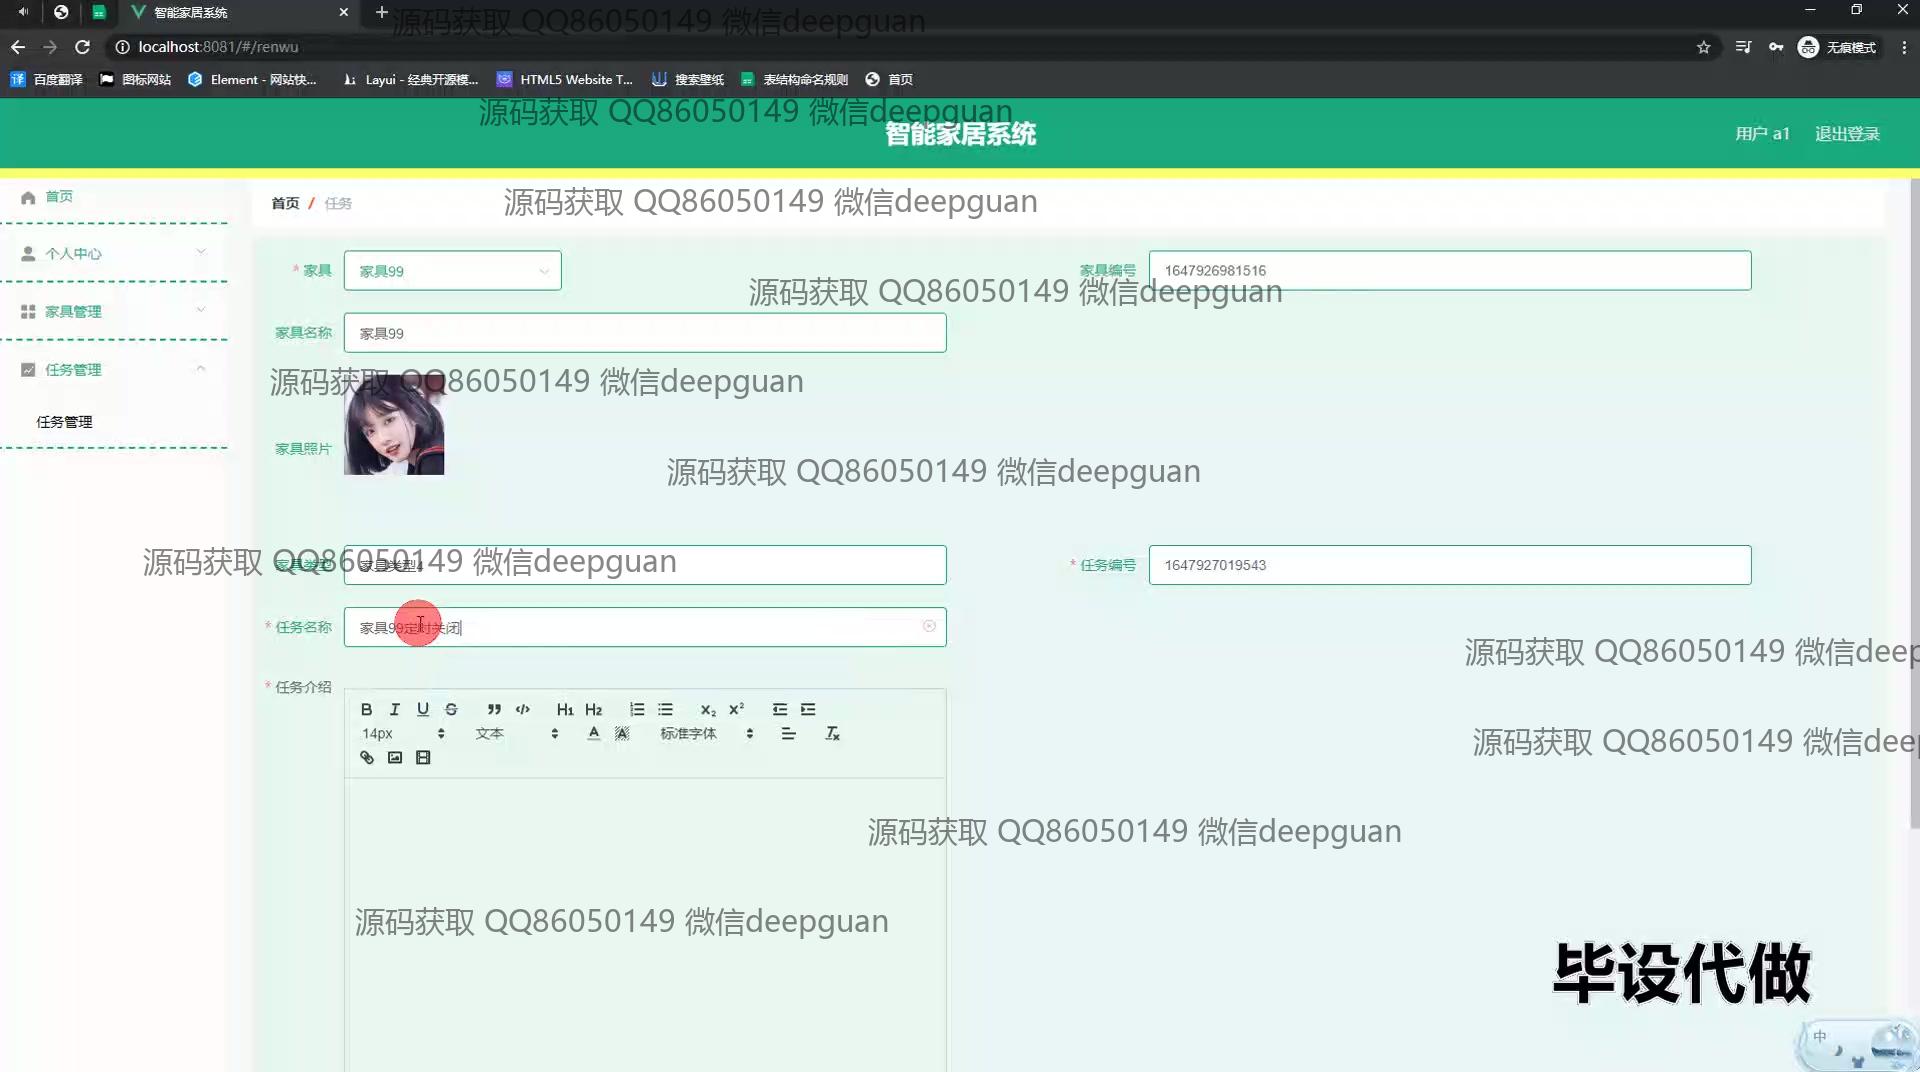 智能家居系统
源码获取 QQ86050149 微信deepguan
localhost:8081/#/renwu
无痕模式
百度翻译 图标网站 Element - 网站快... Layui - 经典开源模... HTML5 Website T... 搜索壁纸 表结构命名规则 首页
源码获取 QQ86050149 微信deepguan
智能家居系统
用户 a1 退出登录
首页
首页 / 任务
源码获取 QQ86050149 微信deepguan
个人中心
* 家具 家具99
家具编号 1647926981516
源码获取 QQ86050149 微信deepguan
家具管理
家具名称 家具99
任务管理
源码获取 QQ86050149 微信deepguan
任务管理
家具照片
源码获取 QQ86050149 微信deepguan
源码获取 QQ86050149 微信deepguan
家具类型 家具类型4
* 任务编号 1647927019543
* 任务名称 家具99定时关闭
源码获取 QQ86050149 微信deep
* 任务介绍
B I U S H1 H2 X2 X2
14px 文本 A A 标准字体 Tx
源码获取 QQ86050149 微信dee
源码获取 QQ86050149 微信deepguan
源码获取 QQ86050149 微信deepguan
毕设代做
中